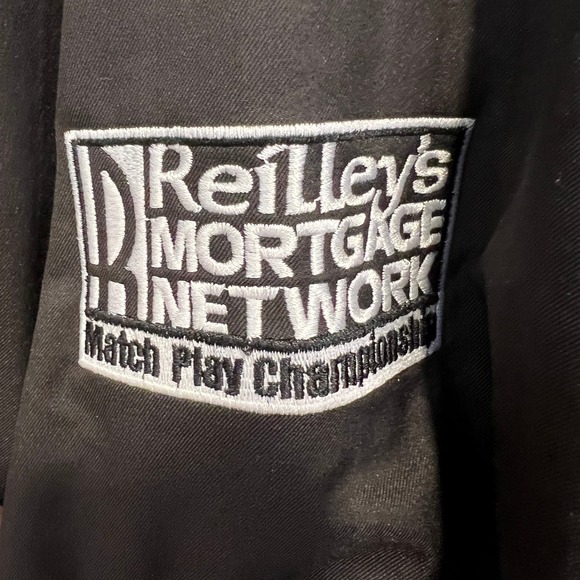 R Reilley's
MORTGAGE
NETWORK
Match Play Championship